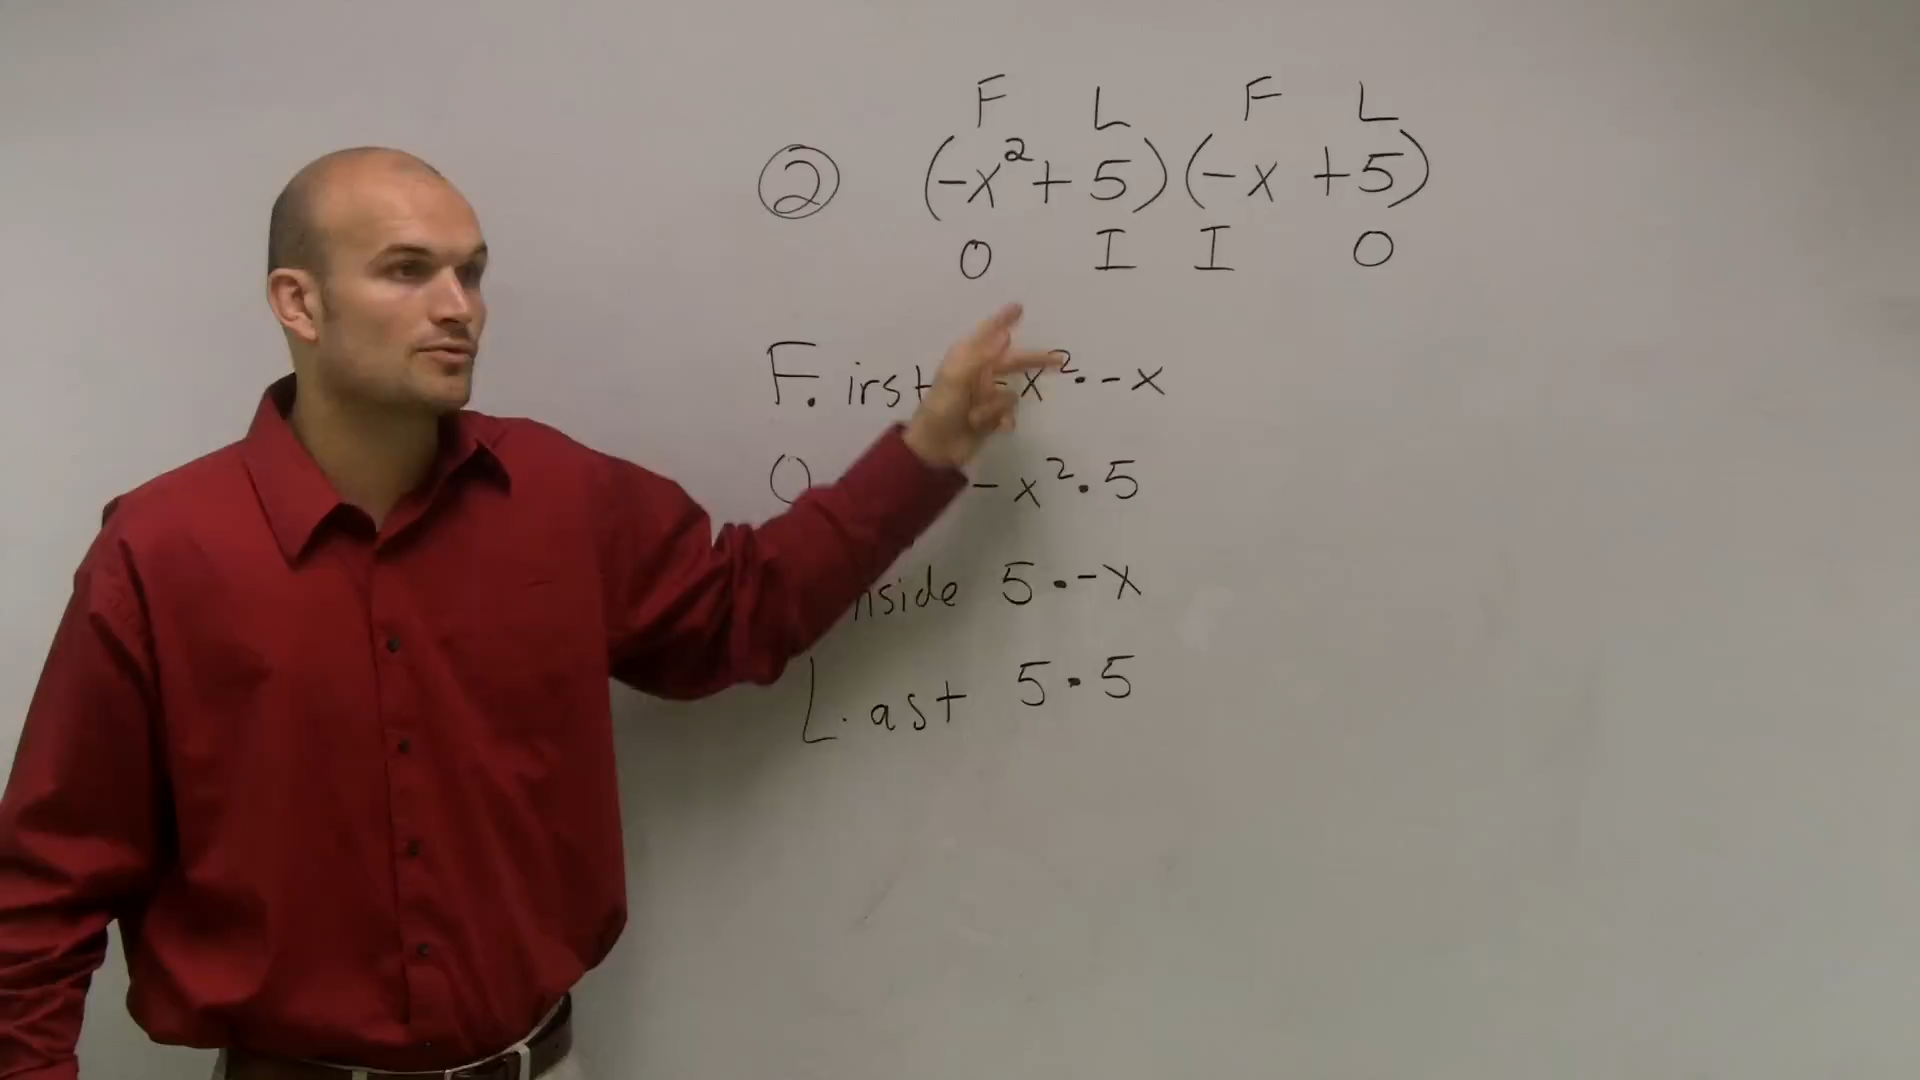 F L F L
② (-x²+5)(-x +5)
O I I O
F. irst -x²·-x
O -x²·5
nside 5·-x
L. ast 5·5